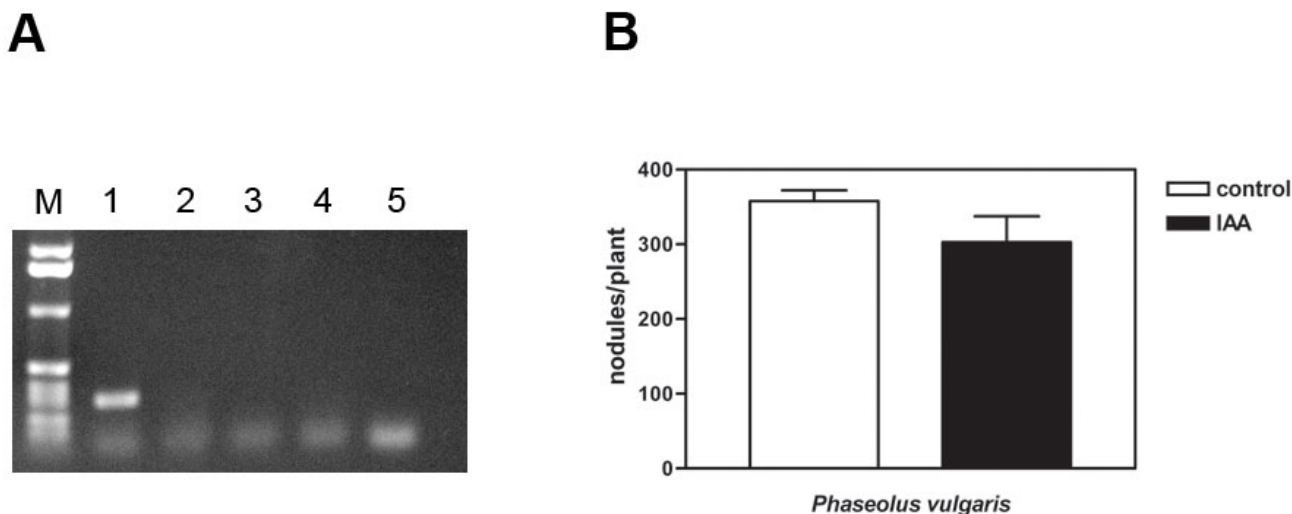 A
B
M 1 2 3 4 5
400
300
200
100
0
nodules/plant
control
IAA
Phaseolus vulgaris